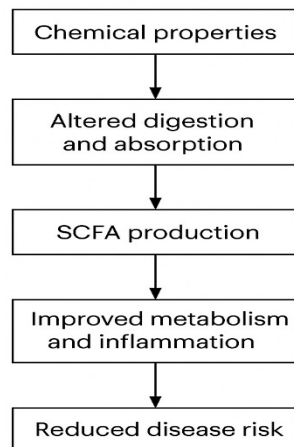 Chemical properties
Altered digestion
and absorption
SCFA production
Improved metabolism
and inflammation
Reduced disease risk